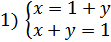 1) {x = 1 + y
x + y = 1